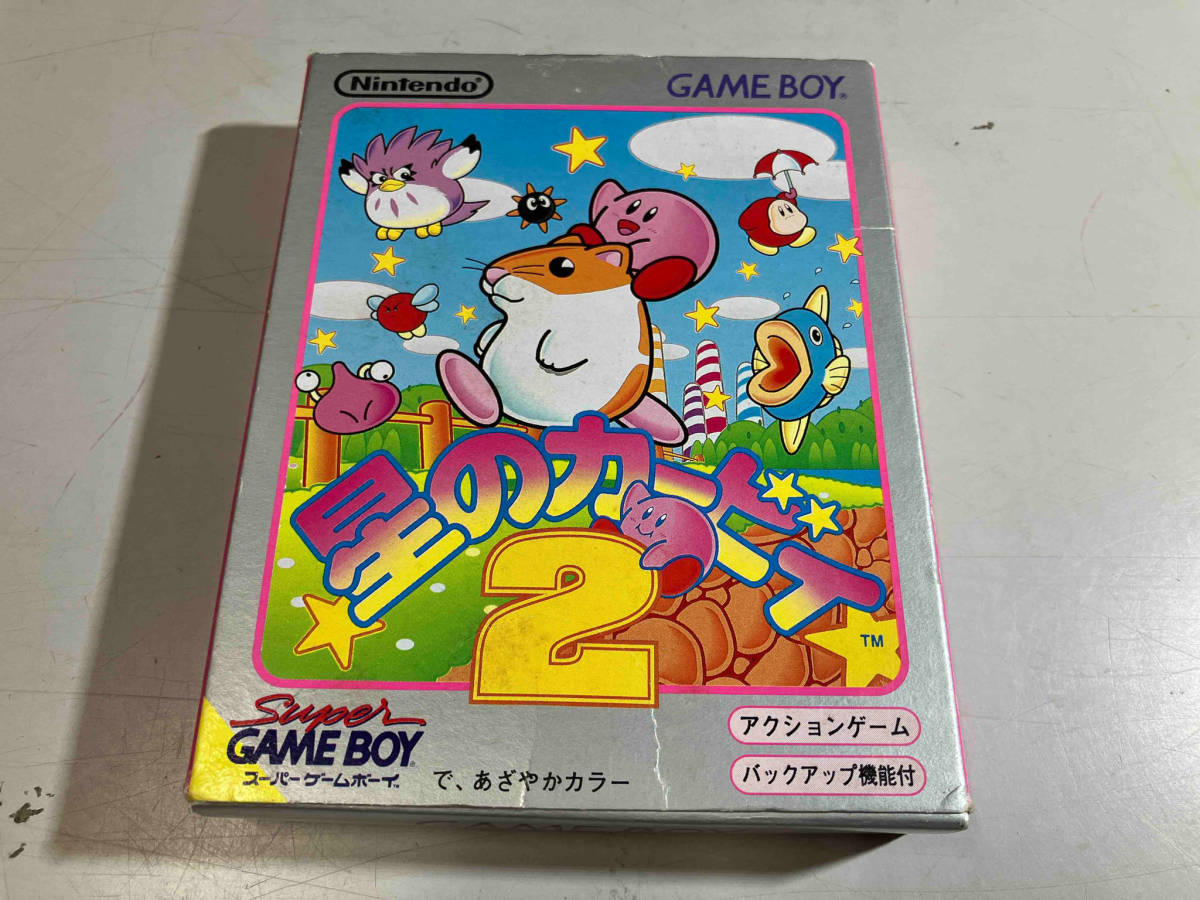 Nintendo®
GAME BOY®
星のカービィ
2
TM
Super
GAME BOY®
スーパーゲームボーイ™
で、あざやかカラー
アクションゲーム
バックアップ機能付